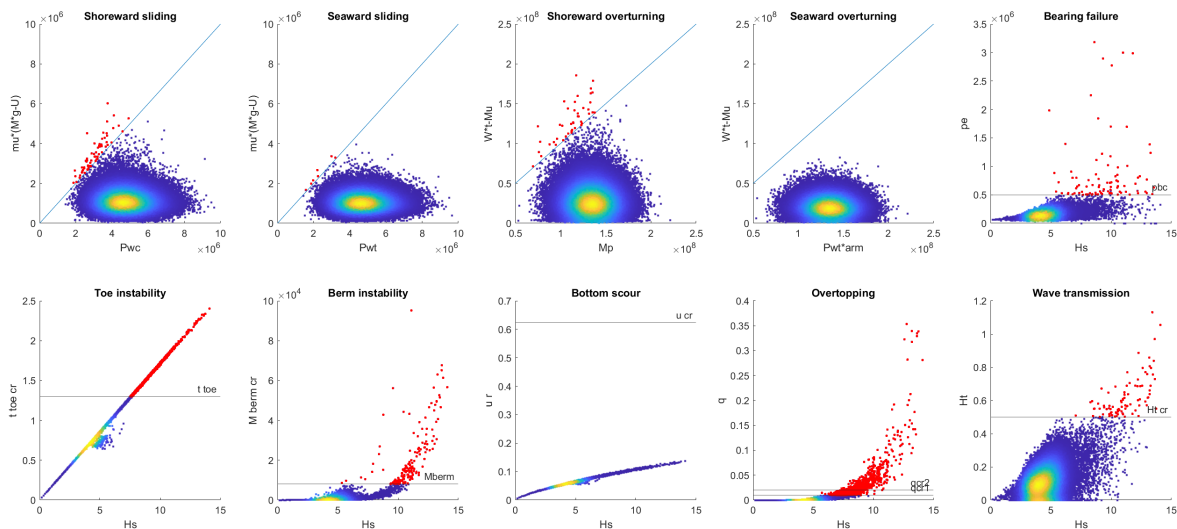 Shoreward sliding
×10^6
10
8
6
4
2
0
mu*(M*g-U)
0 2 4 6 8 10
Pwc
×10^6
Seaward sliding
×10^6
10
8
6
4
2
0
mu*(M*g-U)
0 2 4 6 8 10
Pwt
×10^6
Shoreward overturning
×10^8
2.5
2
1.5
1
0.5
0
W*t-Mu
0.5 1 1.5 2 2.5
Mp
×10^8
Seaward overturning
×10^8
2.5
2
1.5
1
0.5
0
W*t-Mu
0.5 1 1.5 2 2.5
Pwt*arm
×10^8
Bearing failure
×10^6
3.5
3
2.5
2
1.5
1
0.5
0
pe
pbc
0 5 10 15
Hs
Toe instability
2.5
2
1.5
1
0.5
0
t toe cr
t toe
0 5 10 15
Hs
Berm instability
×10^4
10
8
6
4
2
0
M berm cr
Mberm
0 5 10 15
Hs
Bottom scour
0.7
0.6
0.5
0.4
0.3
0.2
0.1
0
u r
u cr
0 5 10 15
Hs
Overtopping
0.4
0.35
0.3
0.25
0.2
0.15
0.1
0.05
0
q
qcr2
qcr1
0 5 10 15
Hs
Wave transmission
1.2
1
0.8
0.6
0.4
0.2
0
Ht
Ht cr
0 5 10 15
Hs